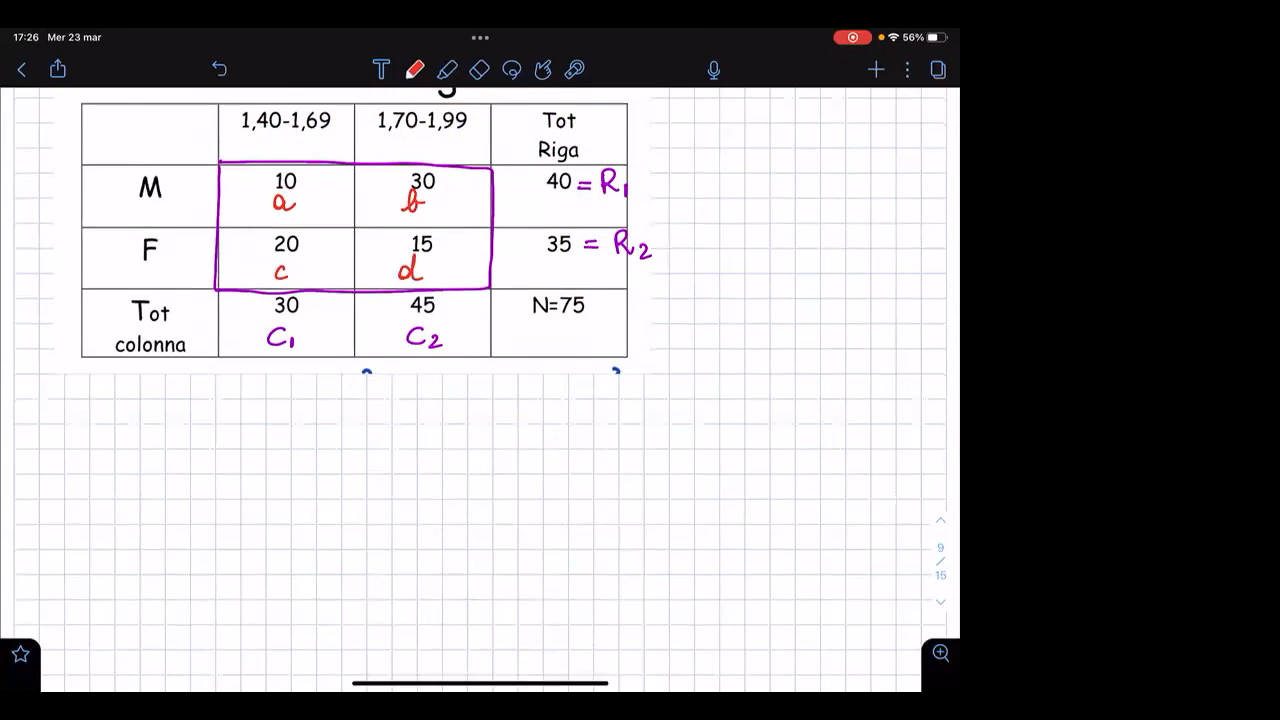 17:26 Mer 23 mar
56%
T
1,40-1,69 1,70-1,99 Tot
Riga
M 10 30 40 = R1
a b
F 20 15 35 = R2
c d
Tot 30 45 N=75
colonna C1 C2
9
/
15